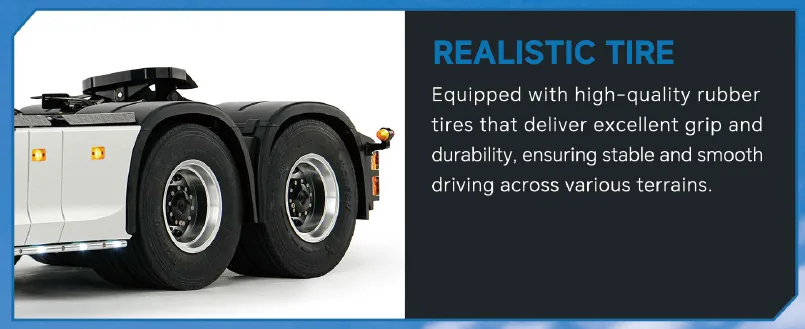 REALISTIC TIRE
Equipped with high-quality rubber
tires that deliver excellent grip and
durability, ensuring stable and smooth
driving across various terrains.